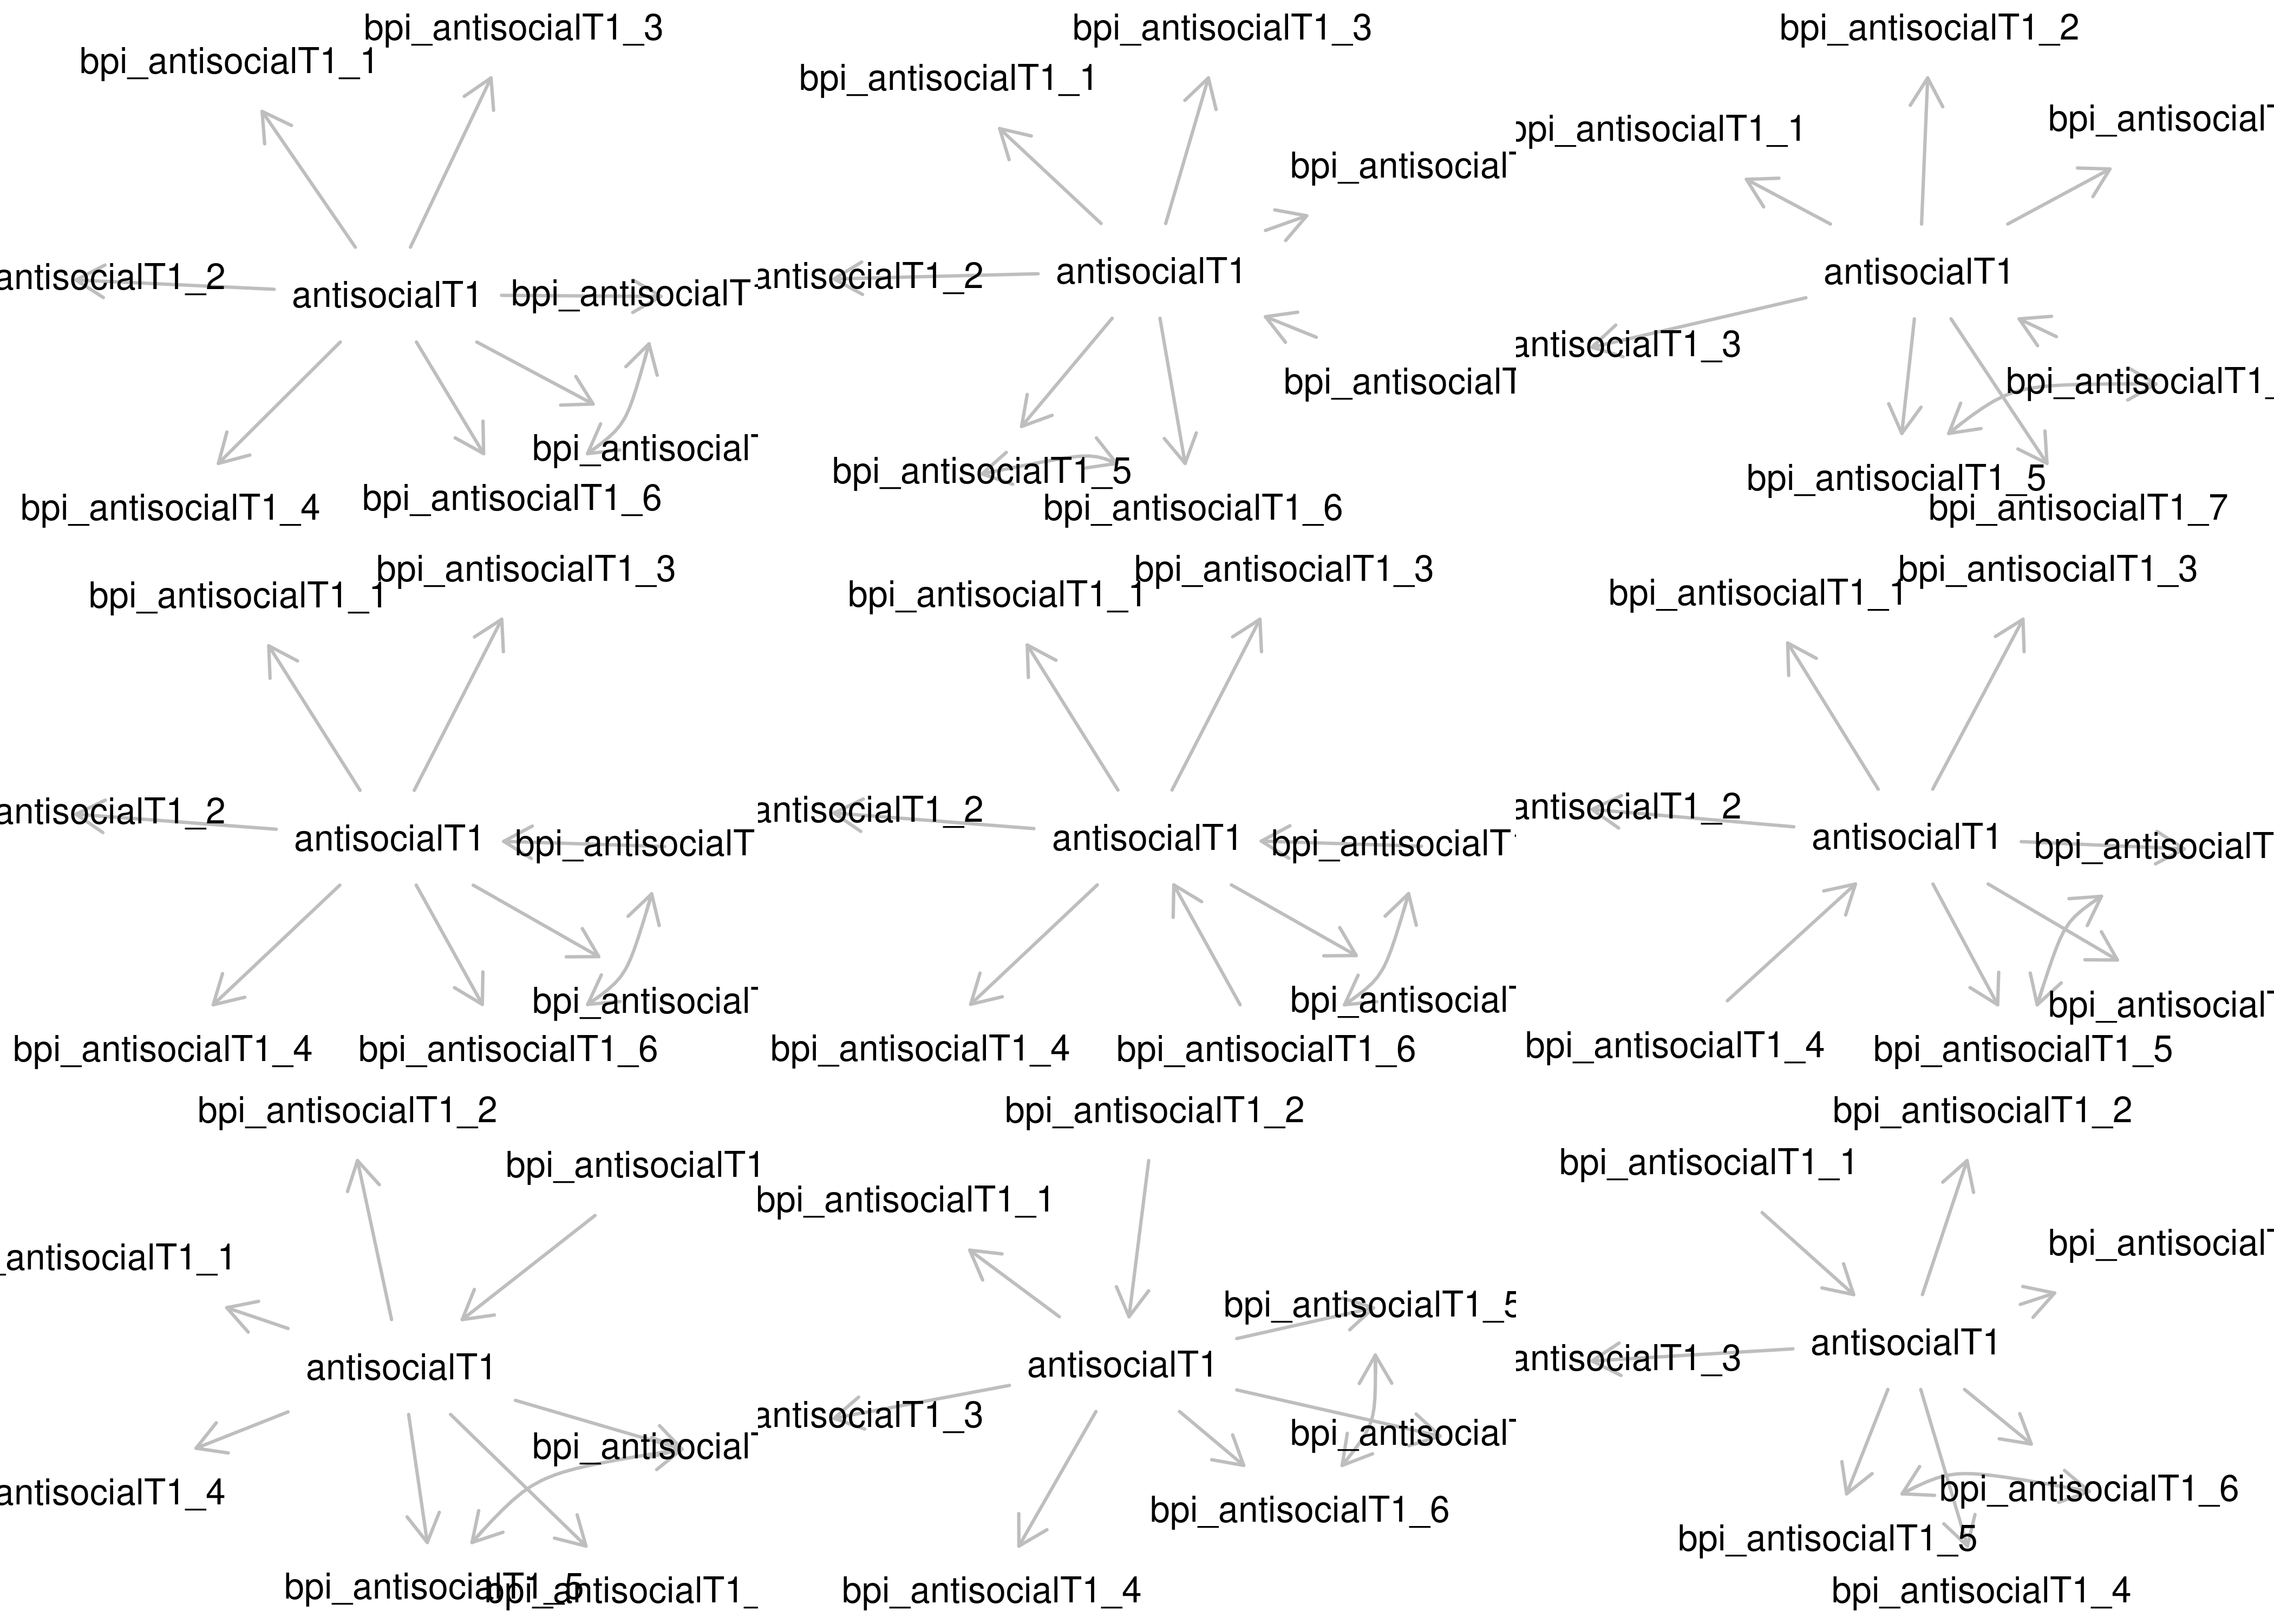 bpi_antisocialT1_3
bpi_antisocialT1_1
antisocialT1_2
antisocialT1
bpi_antisocialT
bpi_antisocial
bpi_antisocialT1_4
bpi_antisocialT1_6
bpi_antisocialT1_3
bpi_antisocialT1_1
bpi_antisocial
antisocialT1_2
antisocialT1
bpi_antisocialT
bpi_antisocialT1_5
bpi_antisocialT1_6
bpi_antisocialT1_2
bpi_antisocialT1_1
bpi_antisocialT
antisocialT1
antisocialT1_3
bpi_antisocialT1_
bpi_antisocialT1_5
bpi_antisocialT1_7
bpi_antisocialT1_3
bpi_antisocialT1_1
antisocialT1_2
antisocialT1
bpi_antisocialT
bpi_antisocial
bpi_antisocialT1_4
bpi_antisocialT1_6
bpi_antisocialT1_3
bpi_antisocialT1_1
antisocialT1_2
antisocialT1
bpi_antisocialT
bpi_antisocial
bpi_antisocialT1_4
bpi_antisocialT1_6
bpi_antisocialT1_3
bpi_antisocialT1_1
antisocialT1_2
antisocialT1
bpi_antisocialT
bpi_antisocialT
bpi_antisocialT1_4
bpi_antisocialT1_5
bpi_antisocialT1_2
bpi_antisocialT1
_antisocialT1_1
antisocialT1
bpi_antisocial
antisocialT1_4
bpi_antisocialT1_5
bpi_antisocialT1_
bpi_antisocialT1_2
bpi_antisocialT1_1
bpi_antisocialT1_5
antisocialT1
antisocialT1_3
bpi_antisocial
bpi_antisocialT1_6
bpi_antisocialT1_4
bpi_antisocialT1_2
bpi_antisocialT1_1
bpi_antisocialT
antisocialT1
antisocialT1_3
bpi_antisocialT1_6
bpi_antisocialT1_5
bpi_antisocialT1_4